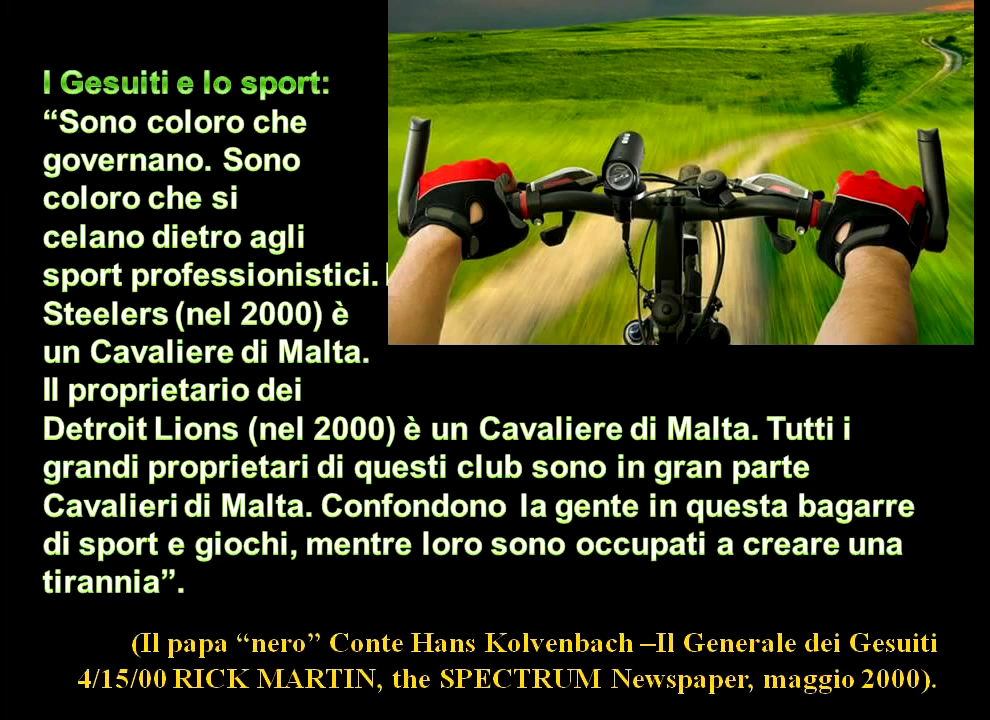 I Gesuiti e lo sport:
“Sono coloro che
governano. Sono
coloro che si
celano dietro agli
sport professionistici.
Steelers (nel 2000) è
un Cavaliere di Malta.
Il proprietario dei
Detroit Lions (nel 2000) è un Cavaliere di Malta. Tutti i
grandi proprietari di questi club sono in gran parte
Cavalieri di Malta. Confondono la gente in questa bagarre
di sport e giochi, mentre loro sono occupati a creare una
tirannia”.
(Il papa “nero” Conte Hans Kolvenbach –Il Generale dei Gesuiti
4/15/00 RICK MARTIN, the SPECTRUM Newspaper, maggio 2000).